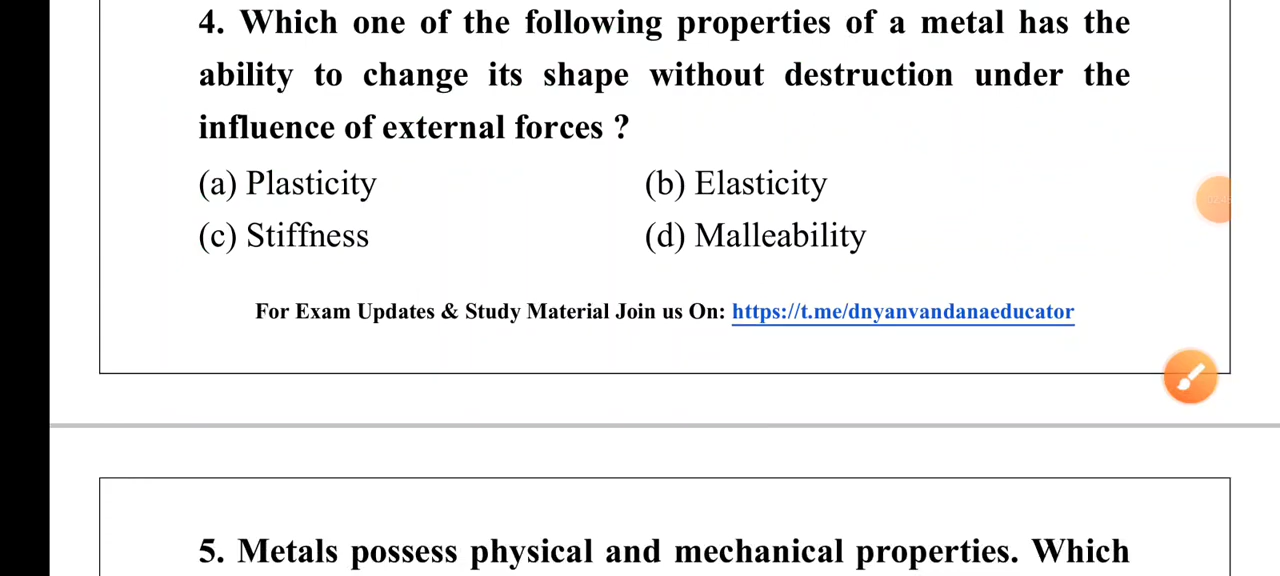 4. Which one of the following properties of a metal has the
ability to change its shape without destruction under the
influence of external forces ?
(a) Plasticity (b) Elasticity
(c) Stiffness (d) Malleability
For Exam Updates & Study Material Join us On: https://t.me/dnyanvandanaeducator
5. Metals possess physical and mechanical properties. Which